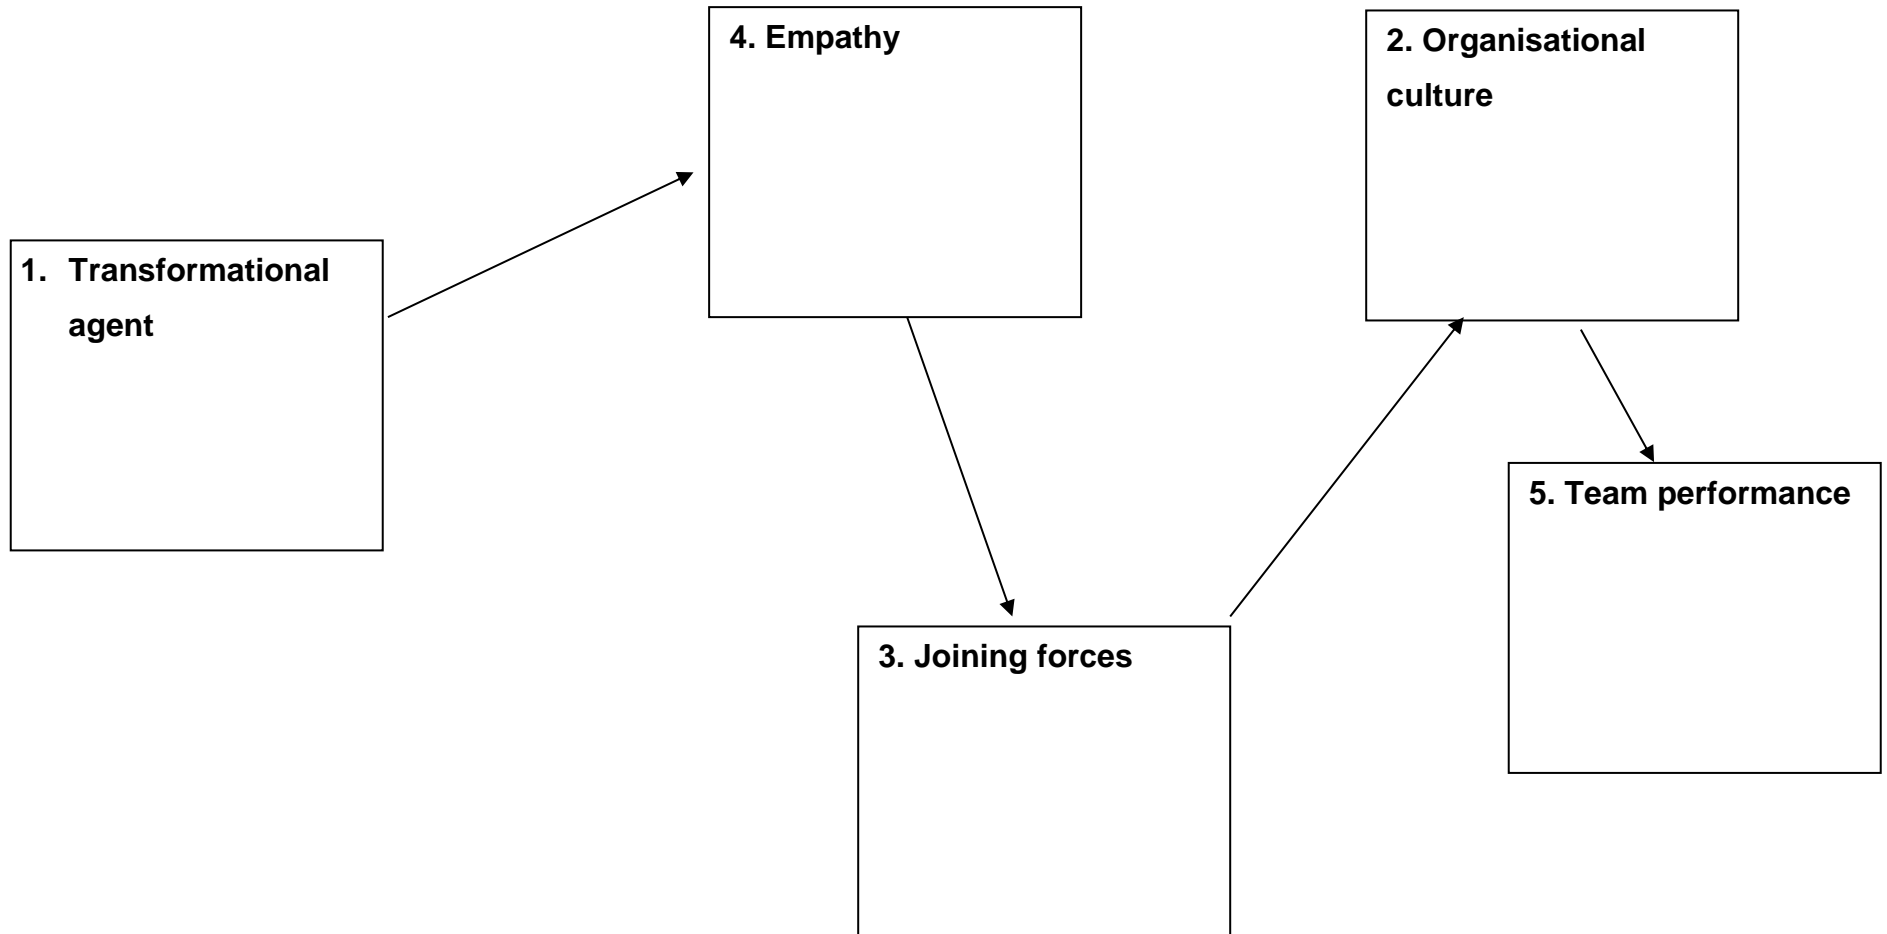 4. Empathy
2. Organisational
culture
1. Transformational
agent
5. Team performance
3. Joining forces